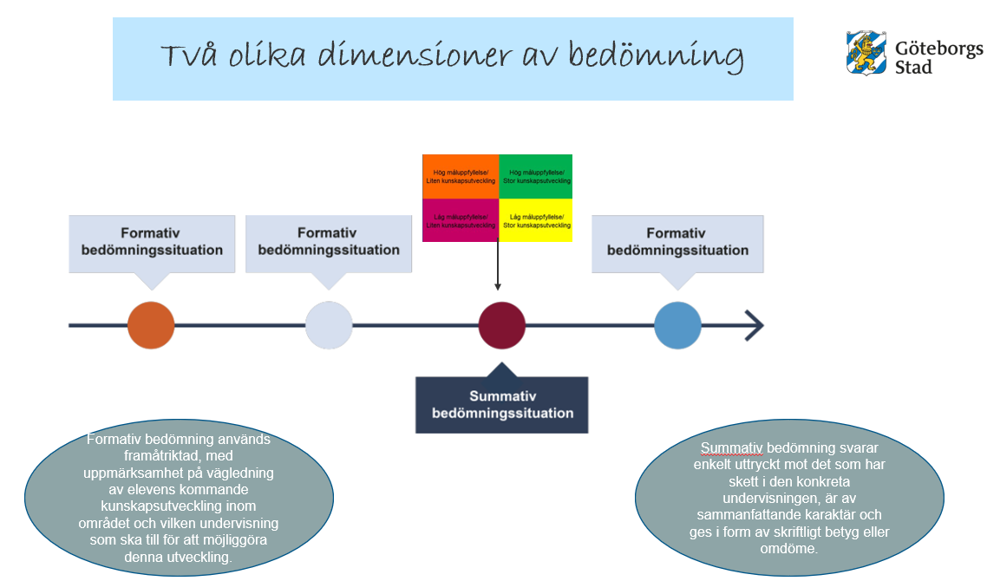 Två olika dimensioner av bedömning
Göteborgs
Stad
Hög måluppfyllelse/
Liten kunskapsutveckling
Hög måluppfyllelse/
Stor kunskapsutveckling
Låg måluppfyllelse/
Liten kunskapsutveckling
Låg måluppfyllelse/
Stor kunskapsutveckling
Formativ
bedömningssituation
Formativ
bedömningssituation
Formativ
bedömningssituation
Summativ
bedömningssituation
Formativ bedömning används
framåtriktad, med
uppmärksamhet på vägledning
av elevens kommande
kunskapsutveckling inom
området och vilken undervisning
som ska till för att möjliggöra
denna utveckling.
Summativ bedömning svarar
enkelt uttryckt mot det som har
skett i den konkreta
undervisningen, är av
sammanfattande karaktär och
ges i form av skriftligt betyg eller
omdöme.